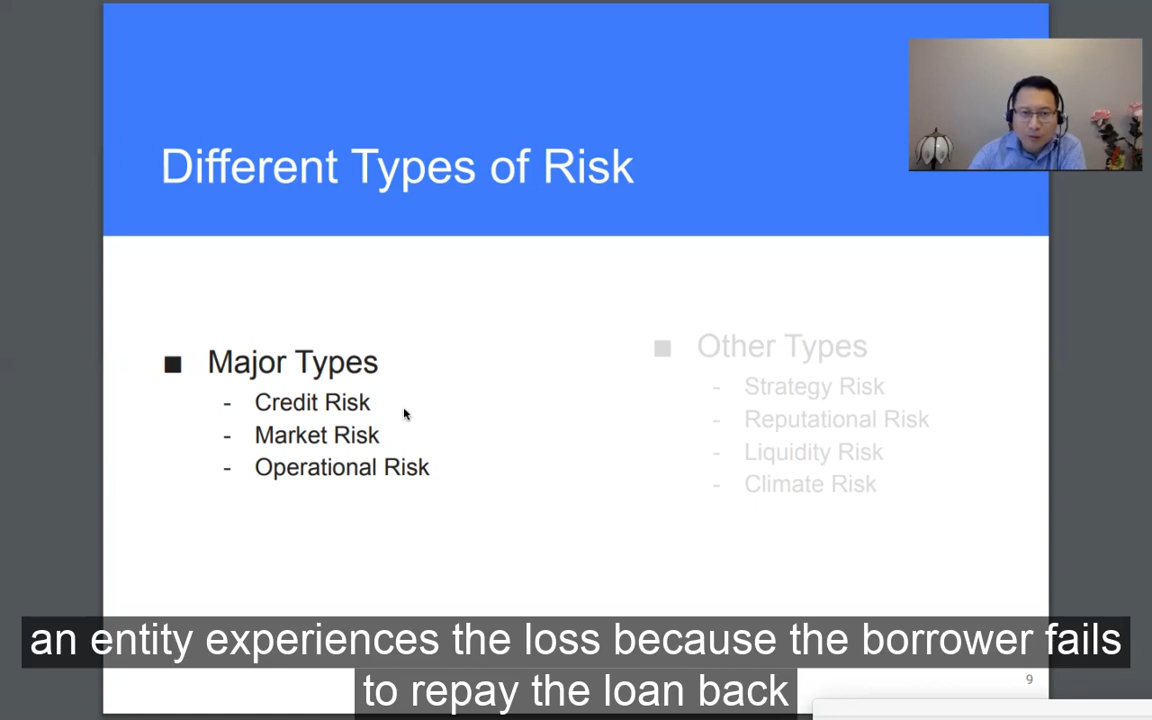 Different Types of Risk
■ Major Types
- Credit Risk
- Market Risk
- Operational Risk
■ Other Types
- Strategy Risk
- Reputational Risk
- Liquidity Risk
- Climate Risk
an entity experiences the loss because the borrower fails
to repay the loan back
9